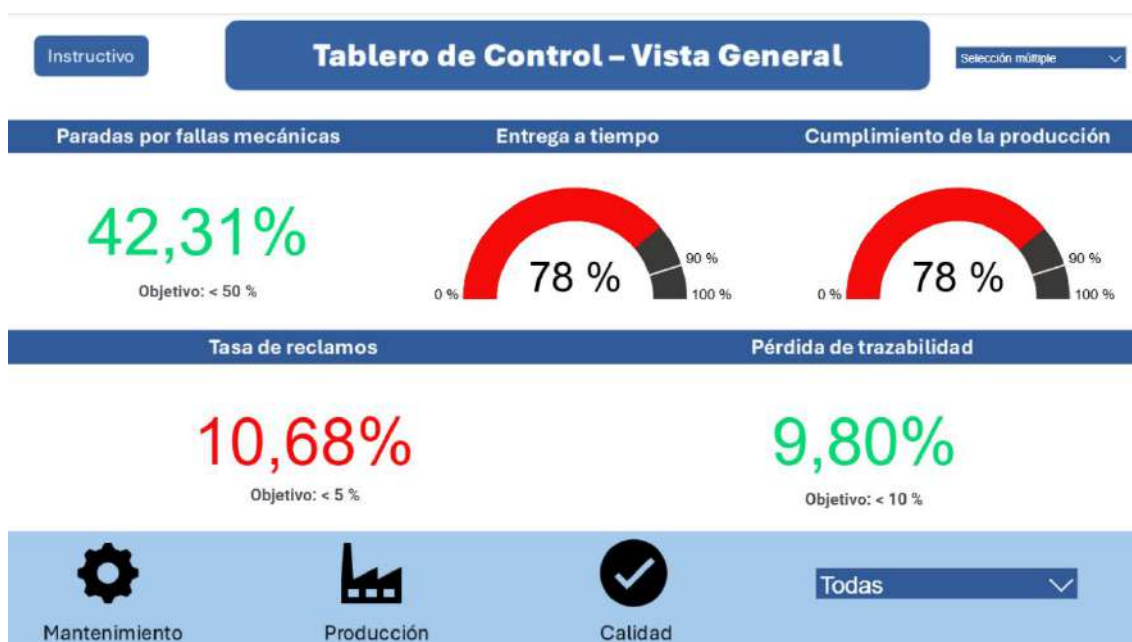 Instructivo
Tablero de Control – Vista General
Selección múltiple
Paradas por fallas mecánicas
Entrega a tiempo
Cumplimiento de la producción
42,31%
Objetivo: < 50 %
0 %
78 %
90 %
100 %
0 %
78 %
90 %
100 %
Tasa de reclamos
Pérdida de trazabilidad
10,68%
Objetivo: < 5 %
9,80%
Objetivo: < 10 %
Mantenimiento
Producción
Calidad
Todas